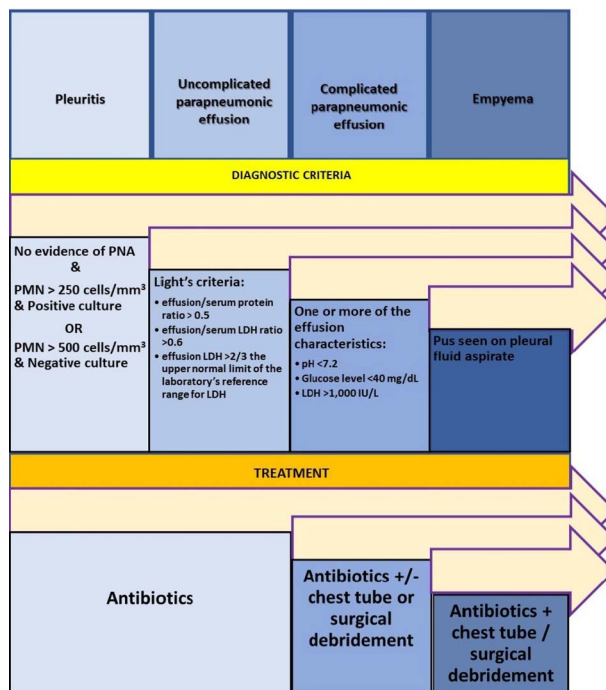 Pleuritis
Uncomplicated
parapneumonic
effusion
Complicated
parapneumonic
effusion
Empyema
DIAGNOSTIC CRITERIA
No evidence of PNA
&
PMN > 250 cells/mm³
& Positive culture
OR
PMN > 500 cells/mm³
& Negative culture
Light's criteria:
• effusion/serum protein
ratio > 0.5
• effusion/serum LDH ratio
>0.6
• effusion LDH >2/3 the
upper normal limit of the
laboratory's reference
range for LDH
One or more of the
effusion
characteristics:
• pH <7.2
• Glucose level <40 mg/dL
• LDH >1,000 IU/L
Pus seen on pleural
fluid aspirate
TREATMENT
Antibiotics
Antibiotics +/-
chest tube or
surgical
debridement
Antibiotics +
chest tube /
surgical
debridement